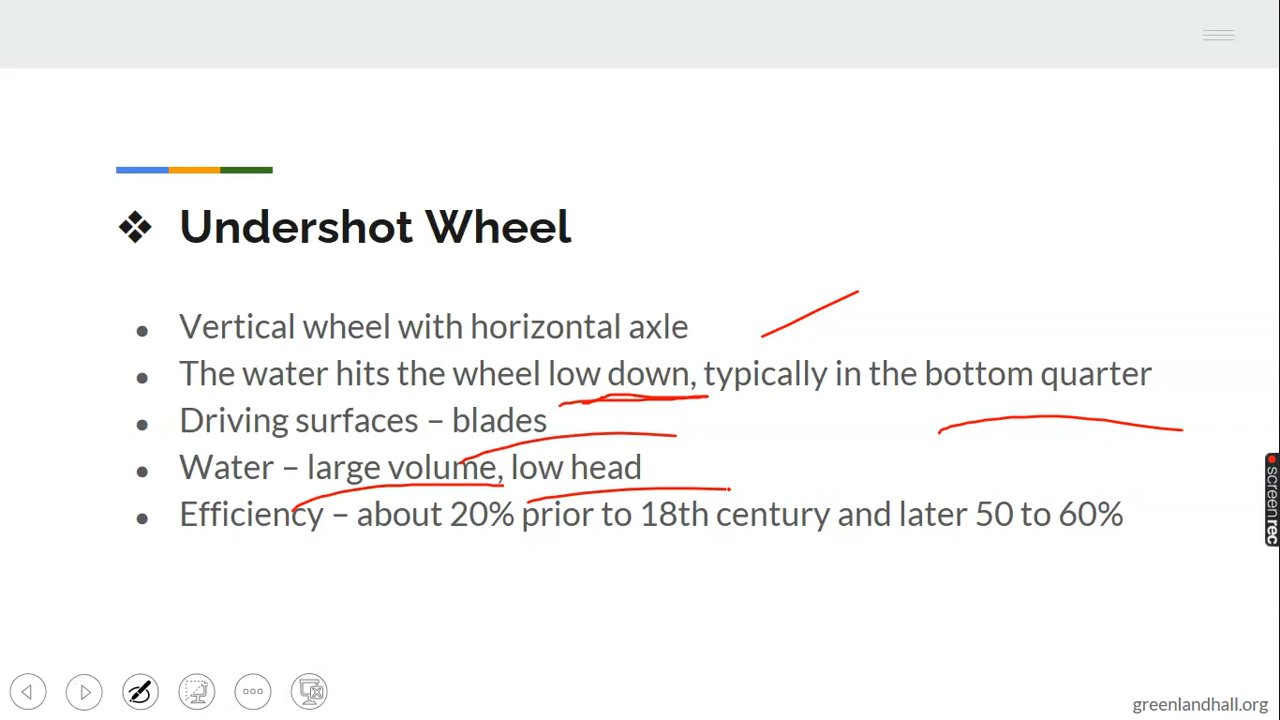 ❖ Undershot Wheel
● Vertical wheel with horizontal axle
● The water hits the wheel low down, typically in the bottom quarter
● Driving surfaces – blades
● Water – large volume, low head
● Efficiency – about 20% prior to 18th century and later 50 to 60%
screenrec
greenlandhall.org